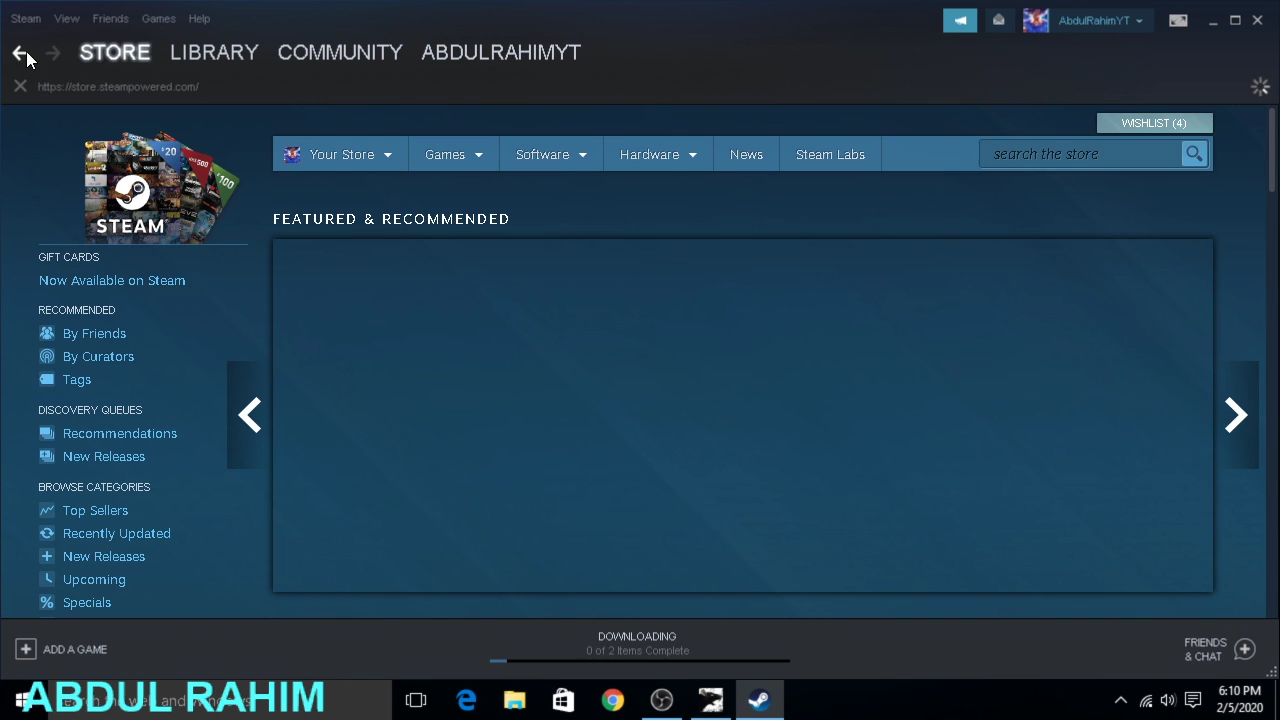 Steam View Friends Games Help
AbdulRahimYT
STORE LIBRARY COMMUNITY ABDULRAHIMYT
https://store.steampowered.com/
WISHLIST (4)
Your Store Games Software Hardware News Steam Labs
search the store
$20
$100
STEAM
FEATURED & RECOMMENDED
GIFT CARDS
Now Available on Steam
RECOMMENDED
By Friends
By Curators
Tags
DISCOVERY QUEUES
Recommendations
New Releases
BROWSE CATEGORIES
Top Sellers
Recently Updated
New Releases
Upcoming
Specials
ADD A GAME
DOWNLOADING
0 of 2 Items Complete
FRIENDS
& CHAT
ABDUL RAHIM
6:10 PM
2/5/2020